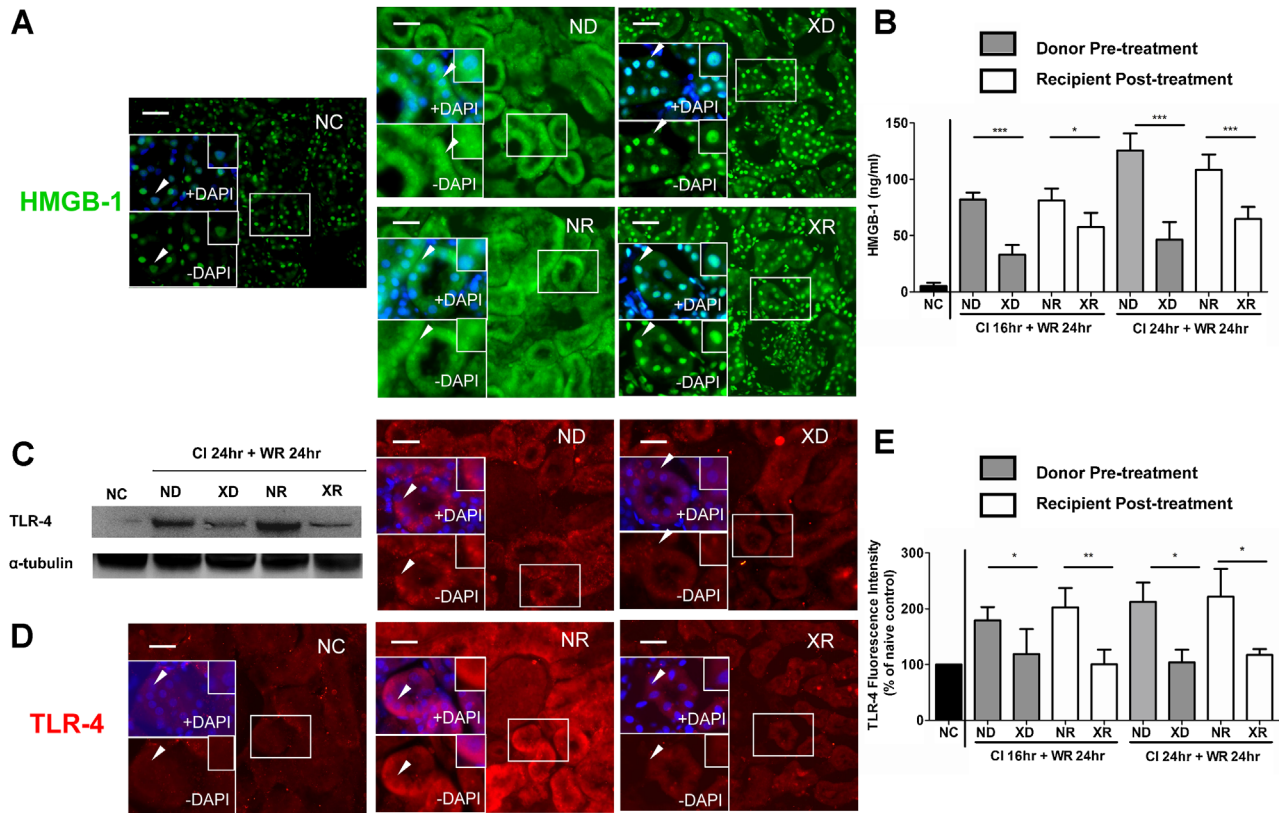 A
HMGB-1
NC
+DAPI
-DAPI
ND
+DAPI
-DAPI
XD
+DAPI
-DAPI
NR
+DAPI
-DAPI
XR
+DAPI
-DAPI
B
Donor Pre-treatment
Recipient Post-treatment
HMGB-1 (ng/ml)
150
100
50
0
*** * *** ***
NC ND XD NR XR ND XD NR XR
CI 16hr + WR 24hr CI 24hr + WR 24hr
C
CI 24hr + WR 24hr
NC ND XD NR XR
TLR-4
α-tubulin
D
TLR-4
NC
+DAPI
-DAPI
ND
+DAPI
-DAPI
XD
+DAPI
-DAPI
NR
+DAPI
-DAPI
XR
+DAPI
-DAPI
E
Donor Pre-treatment
Recipient Post-treatment
TLR-4 Fluorescence Intensity
(% of naive control)
300
200
100
0
* ** * *
NC ND XD NR XR ND XD NR XR
CI 16hr + WR 24hr CI 24hr + WR 24hr